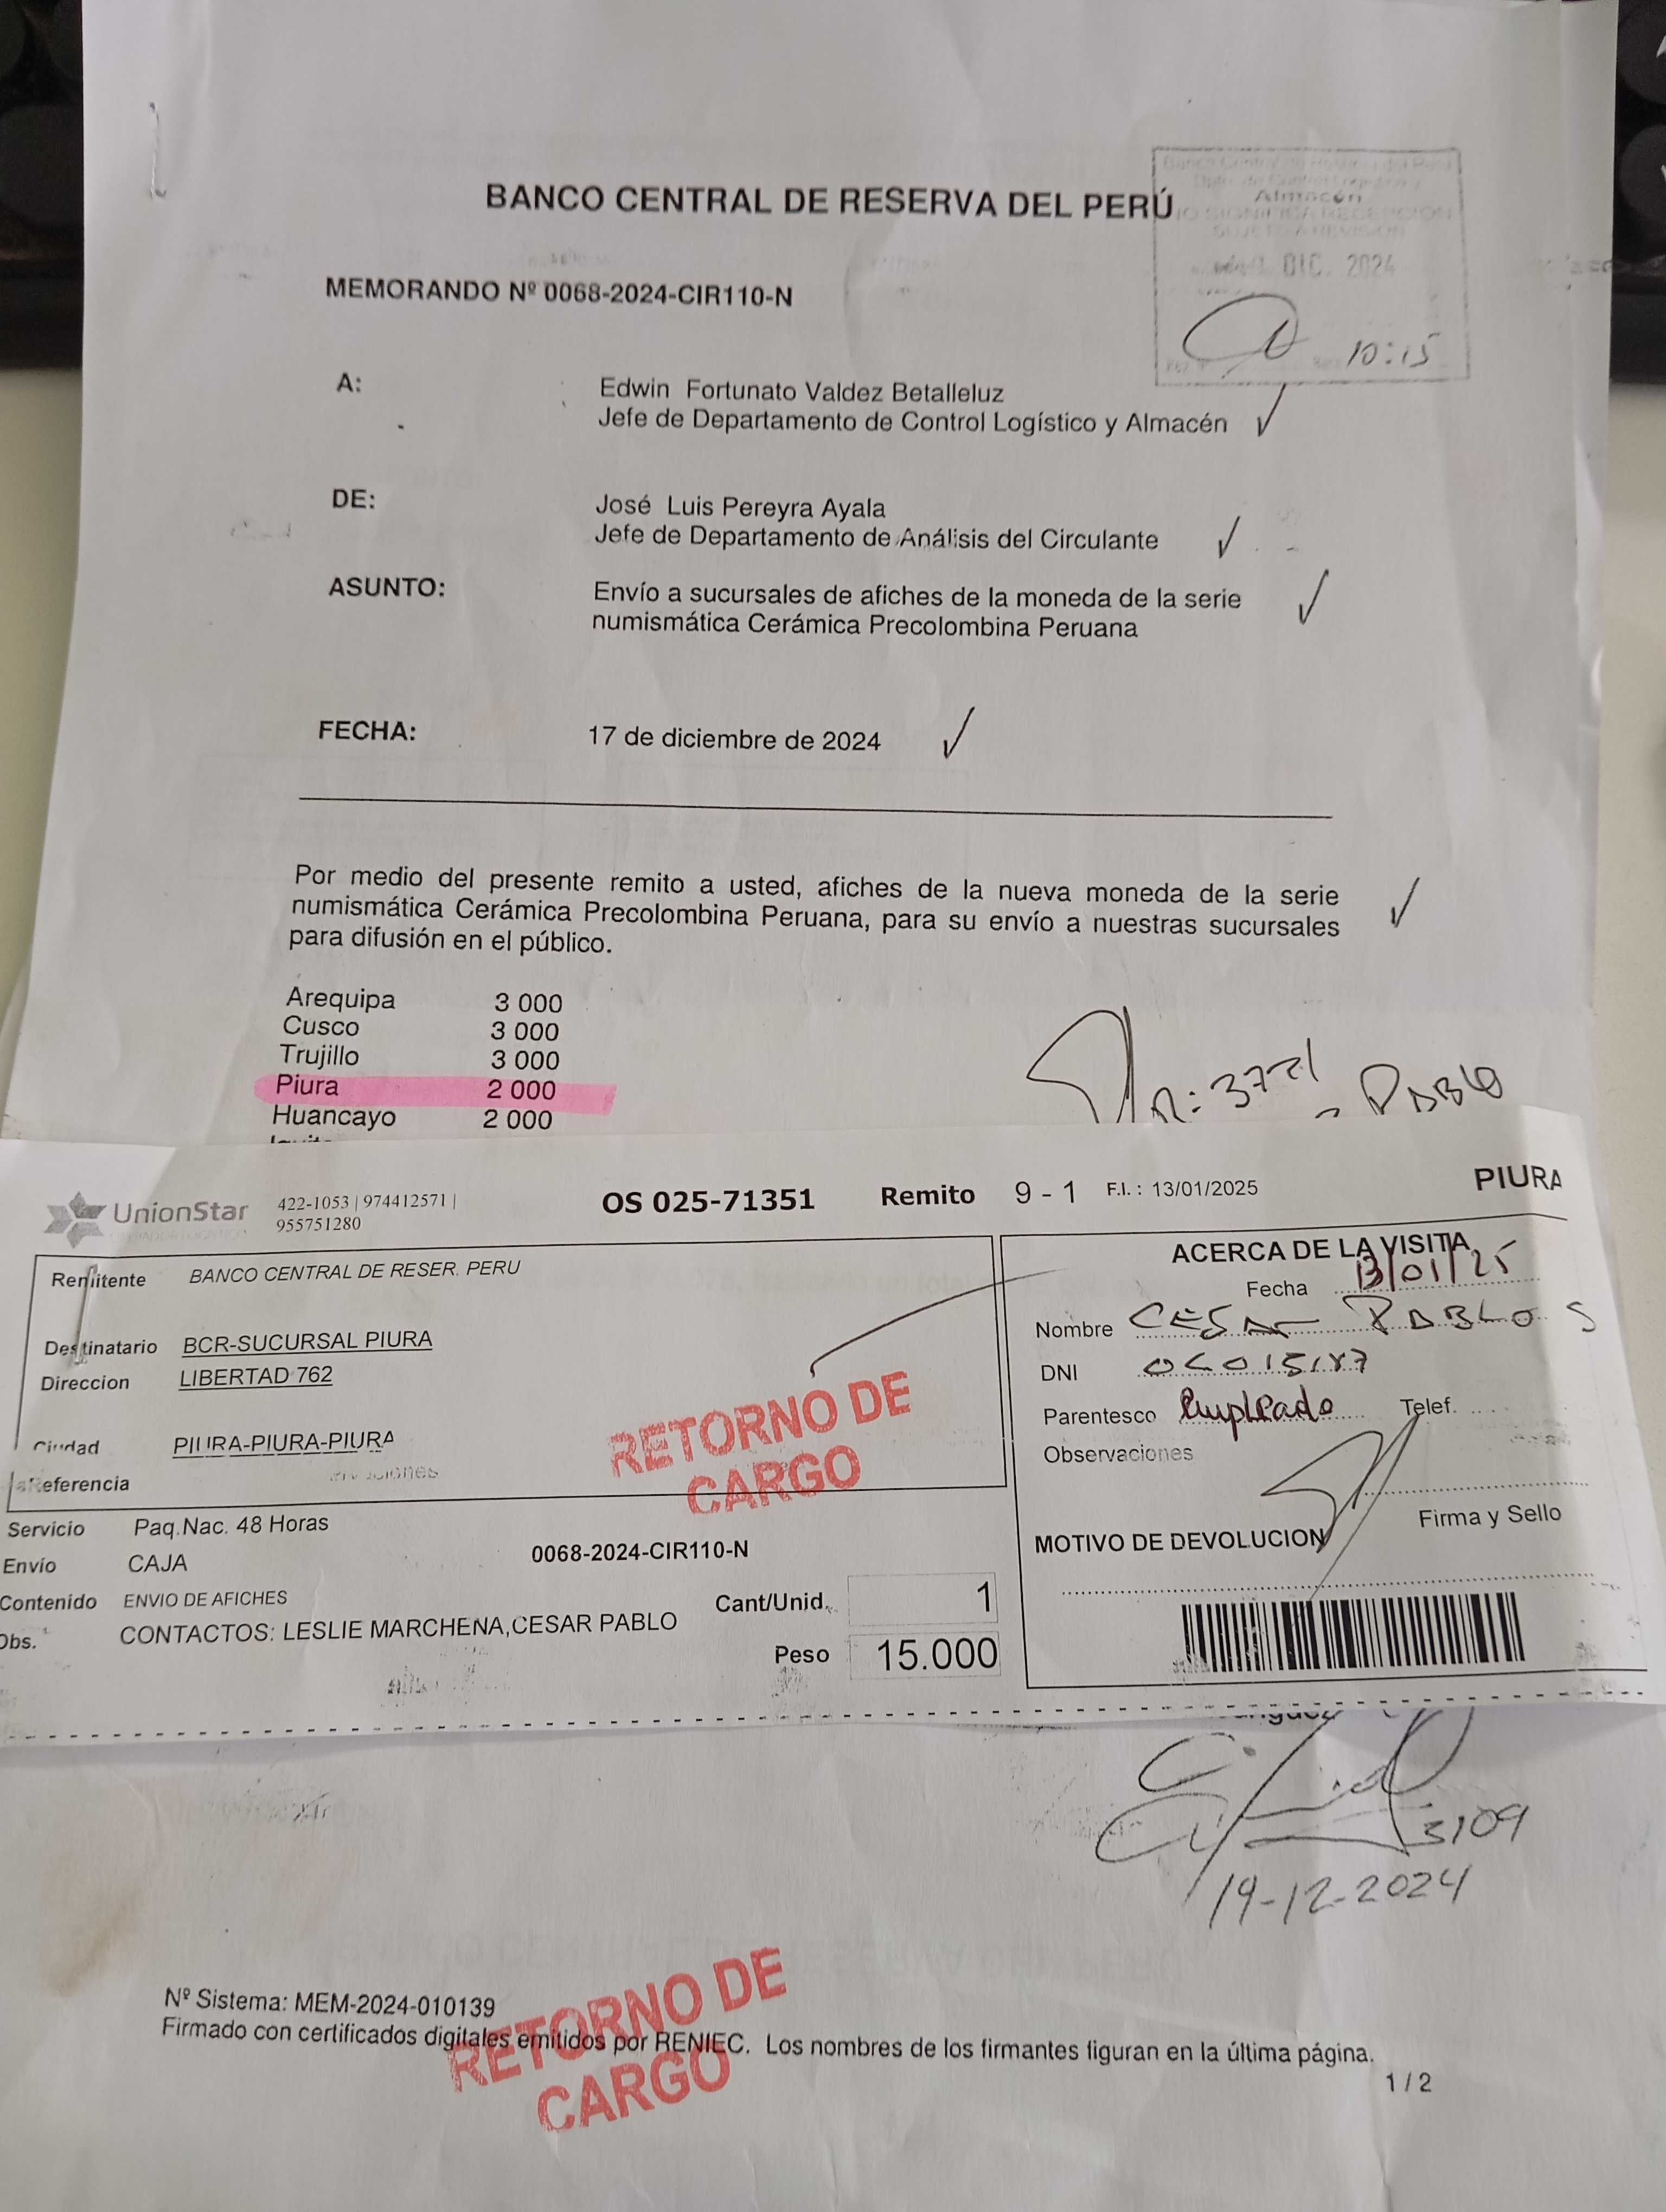 BANCO CENTRAL DE RESERVA DEL PERÚ
Almacén
DIC. 2024
10:15
MEMORANDO Nº 0068-2024-CIR110-N
A:
Edwin Fortunato Valdez Betalleluz
Jefe de Departamento de Control Logístico y Almacén
DE:
José Luis Pereyra Ayala
Jefe de Departamento de Análisis del Circulante
ASUNTO:
Envío a sucursales de afiches de la moneda de la serie
numismática Cerámica Precolombina Peruana
FECHA:
17 de diciembre de 2024
Por medio del presente remito a usted, afiches de la nueva moneda de la serie
numismática Cerámica Precolombina Peruana, para su envío a nuestras sucursales
para difusión en el público.
Arequipa 3 000
Cusco 3 000
Trujillo 3 000
Piura 2 000
Huancayo 2 000
PABLO
UnionStar
422-1053 | 974412571 |
955751280
OS 025-71351
Remito 9 - 1
F.I. : 13/01/2025
PIURA
Remitente BANCO CENTRAL DE RESER. PERU
Destinatario BCR-SUCURSAL PIURA
Direccion LIBERTAD 762
Ciudad PIURA-PIURA-PIURA
Referencia
RETORNO DE
CARGO
Servicio Paq.Nac. 48 Horas
Envío CAJA
0068-2024-CIR110-N
Contenido ENVIO DE AFICHES
Obs. CONTACTOS: LESLIE MARCHENA,CESAR PABLO
Cant/Unid. 1
Peso 15.000
ACERCA DE LA VISITA
Fecha 13/01/25
Nombre CESAR PABLO S
DNI
Parentesco Empleado Telef.
Observaciones
Firma y Sello
MOTIVO DE DEVOLUCION
3109
19-12-2024
Nº Sistema: MEM-2024-010139
Firmado con certificados digitales emitidos por RENIEC. Los nombres de los firmantes figuran en la última página.
1 / 2
RETORNO DE
CARGO